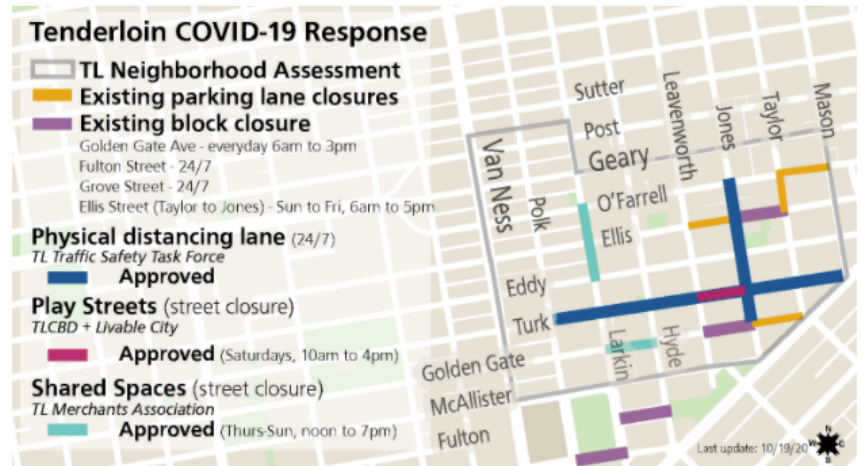 Tenderloin COVID-19 Response
TL Neighborhood Assessment
Existing parking lane closures
Existing block closure
Golden Gate Ave - everyday 6am to 3pm
Fulton Street - 24/7
Grove Street - 24/7
Ellis Street (Taylor to Jones) - Sun to Fri, 6am to 5pm
Physical distancing lane (24/7)
TL Traffic Safety Task Force
Approved
Play Streets (street closure)
TLCBD + Livable City
Approved (Saturdays, 10am to 4pm)
Shared Spaces (street closure)
TL Merchants Association
Approved (Thurs-Sun, noon to 7pm)
Sutter
Post
Geary
O'Farrell
Ellis
Eddy
Turk
Golden Gate
McAllister
Fulton
Van Ness
Polk
Larkin
Hyde
Leavenworth
Jones
Taylor
Mason
Last update: 10/19/20
N
W
S